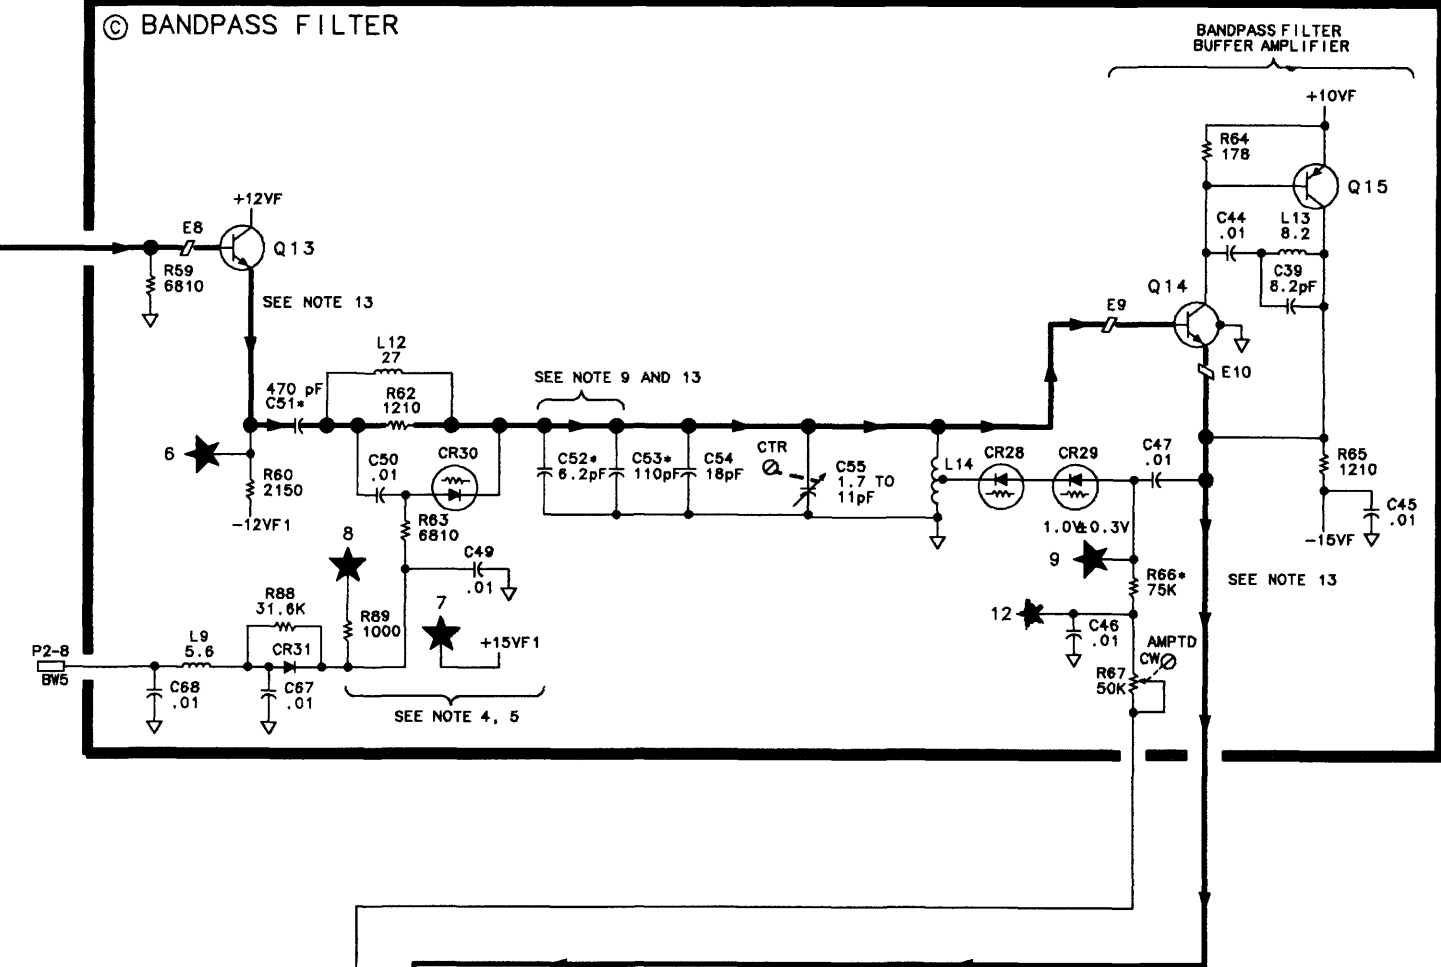 Ⓒ BANDPASS FILTER
BANDPASS FILTER
BUFFER AMPLIFIER
+10VF
R64
178
Q15
+12VF
E8
Q13
R59
6810
SEE NOTE 13
C44
.01
L13
8.2
C39
8.2pF
Q14
E9
E10
L12
27
470 pF
C51*
R62
1210
SEE NOTE 9 AND 13
6
R60
2150
-12VF1
C50
.01
CR30
C52*
6.2pF
C53*
110pF
C54
18pF
CTR
C55
1.7 TO
11pF
L14
CR28
CR29
C47
.01
R65
1210
C45
.01
-15VF
R63
6810
8
C49
.01
1.0V±0.3V
9
R66*
75K
SEE NOTE 13
R88
31.6K
R89
1000
7
+15VF1
12
C46
.01
AMPTD
CW
P2-8
BW5
L9
5.6
CR31
C68
.01
C67
.01
R67
50K
SEE NOTE 4, 5